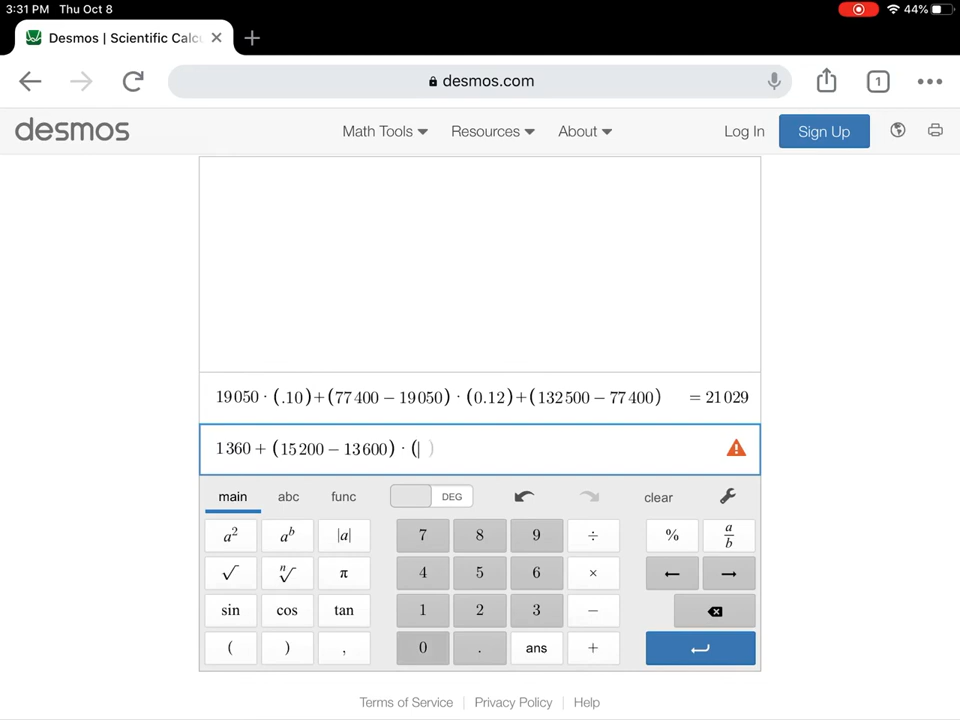 3:31 PM Thu Oct 8 44%
Desmos | Scientific Calcu
desmos.com 1
desmos Math Tools Resources About Log In Sign Up
19050 · (.10)+(77400 − 19050) · (0.12)+(132500 − 77400) = 21029
1360 + (15200 − 13600) · ( )
main abc func DEG clear
a² aᵇ |a| 7 8 9 ÷ % a/b
√ ⁿ√ π 4 5 6 × ← →
sin cos tan 1 2 3 −
( ) , 0 . ans +
Terms of Service | Privacy Policy | Help